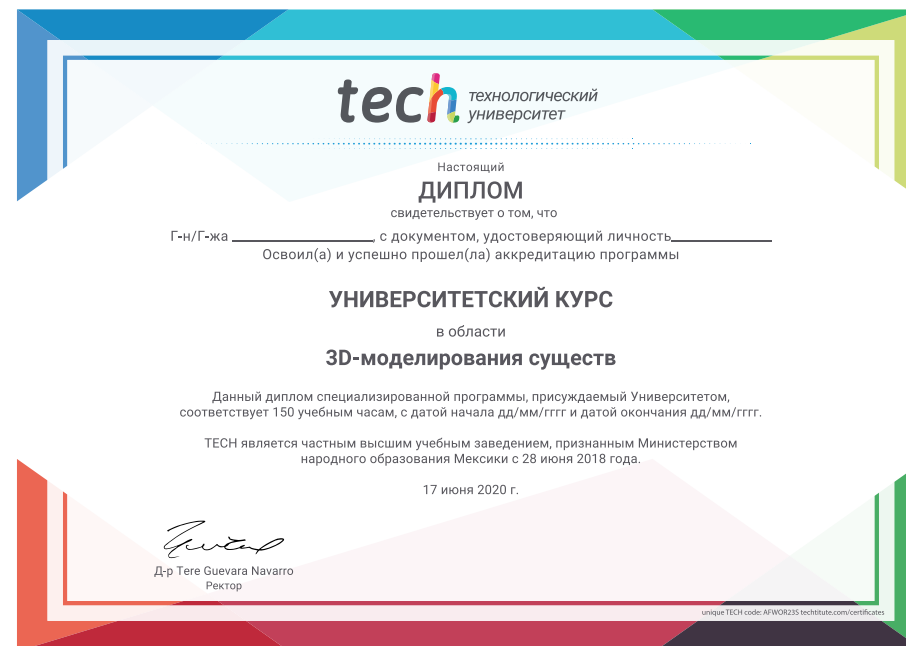 tech технологический
университет
Настоящий
ДИПЛОМ
свидетельствует о том, что
Г-н/Г-жа ____________________, с документом, удостоверяющий личность______________
Освоил(а) и успешно прошел(ла) аккредитацию программы
УНИВЕРСИТЕТСКИЙ КУРС
в области
3D-моделирования существ
Данный диплом специализированной программы, присуждаемый Университетом,
соответствует 150 учебным часам, с датой начала дд/мм/гггг и датой окончания дд/мм/гггг.
TECH является частным высшим учебным заведением, признанным Министерством
народного образования Мексики с 28 июня 2018 года.
17 июня 2020 г.
Д-р Tere Guevara Navarro
Ректор
unique TECH code: AFWOR23S techtitute.com/certificates